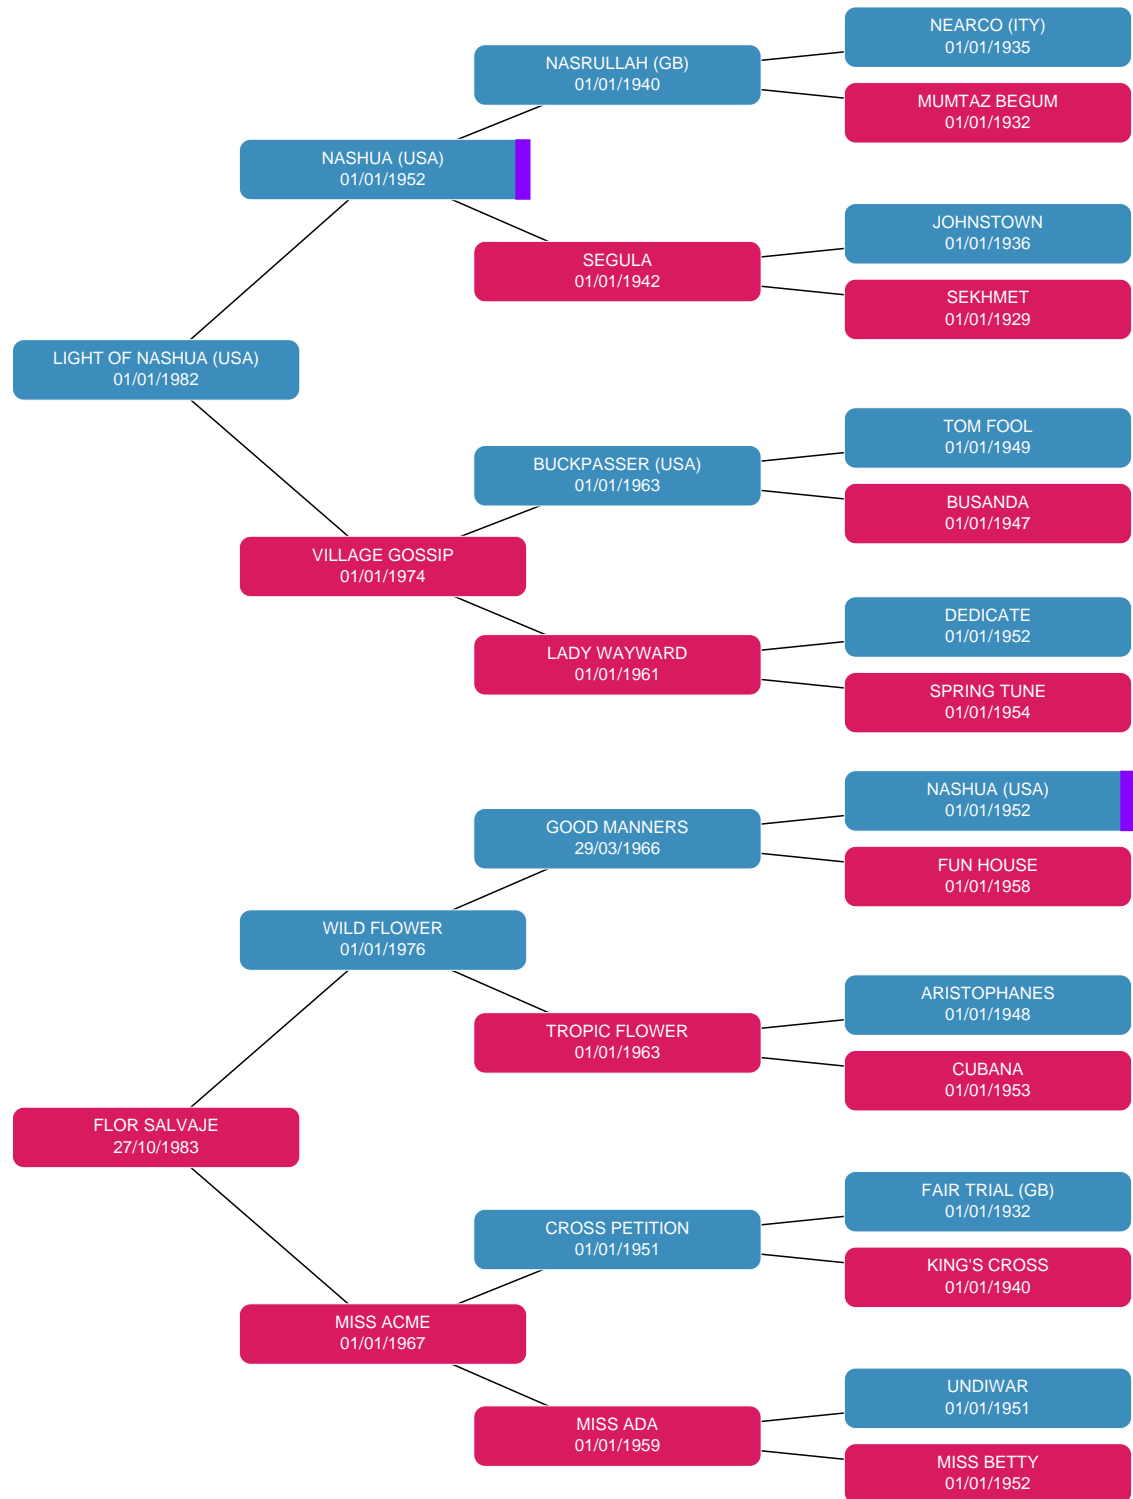 NEARCO (ITY)
01/01/1935
NASRULLAH (GB)
01/01/1940
MUMTAZ BEGUM
01/01/1932
NASHUA (USA)
01/01/1952
JOHNSTOWN
01/01/1936
SEGULA
01/01/1942
SEKHMET
01/01/1929
LIGHT OF NASHUA (USA)
01/01/1982
TOM FOOL
01/01/1949
BUCKPASSER (USA)
01/01/1963
BUSANDA
01/01/1947
VILLAGE GOSSIP
01/01/1974
DEDICATE
01/01/1952
LADY WAYWARD
01/01/1961
SPRING TUNE
01/01/1954
NASHUA (USA)
01/01/1952
GOOD MANNERS
29/03/1966
FUN HOUSE
01/01/1958
WILD FLOWER
01/01/1976
ARISTOPHANES
01/01/1948
TROPIC FLOWER
01/01/1963
CUBANA
01/01/1953
FLOR SALVAJE
27/10/1983
FAIR TRIAL (GB)
01/01/1932
CROSS PETITION
01/01/1951
KING'S CROSS
01/01/1940
MISS ACME
01/01/1967
UNDIWAR
01/01/1951
MISS ADA
01/01/1959
MISS BETTY
01/01/1952